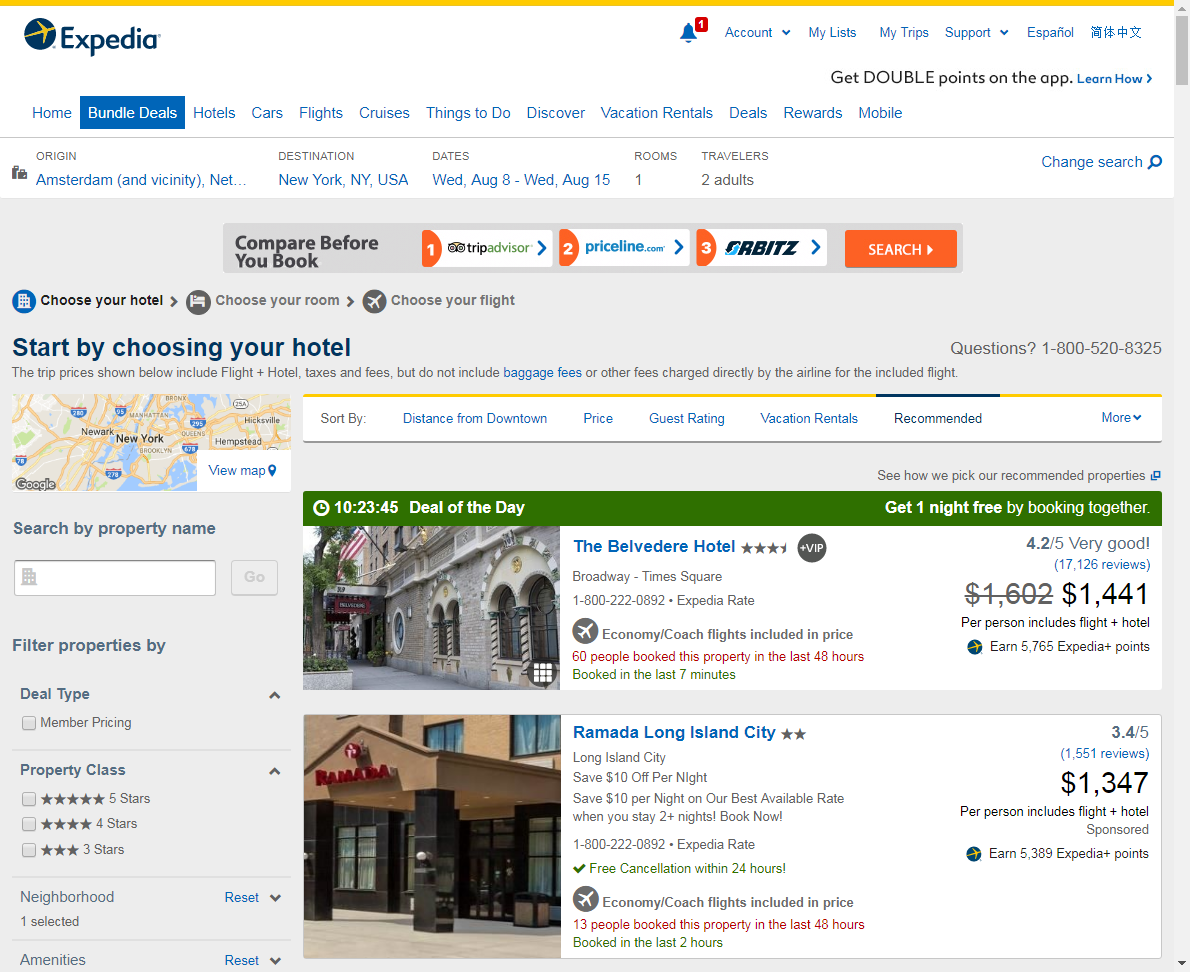 Expedia
1
Account
My Lists
My Trips
Support
Español
简体中文
Get DOUBLE points on the app. Learn How
Home
Bundle Deals
Hotels
Cars
Flights
Cruises
Things to Do
Discover
Vacation Rentals
Deals
Rewards
Mobile
ORIGIN
Amsterdam (and vicinity), Net...
DESTINATION
New York, NY, USA
DATES
Wed, Aug 8 - Wed, Aug 15
ROOMS
1
TRAVELERS
2 adults
Change search
Compare Before
You Book
1 tripadvisor
2 priceline.com
3 ORBITZ
SEARCH
Choose your hotel
Choose your room
Choose your flight
Start by choosing your hotel
Questions? 1-800-520-8325
The trip prices shown below include Flight + Hotel, taxes and fees, but do not include baggage fees or other fees charged directly by the airline for the included flight.
BRONX
280
95
MANHATTAN
25A
Hicksville
295
Newark
New York
QUEENS
Hempstead
BROOKLYN
678
78
278
Google
View map
Sort By:
Distance from Downtown
Price
Guest Rating
Vacation Rentals
Recommended
More
See how we pick our recommended properties
Search by property name
Go
Filter properties by
Deal Type
Member Pricing
Property Class
5 Stars
4 Stars
3 Stars
Neighborhood
Reset
1 selected
Amenities
Reset
10:23:45 Deal of the Day
Get 1 night free by booking together.
BELVEDERE
The Belvedere Hotel
+VIP
Broadway - Times Square
1-800-222-0892 • Expedia Rate
Economy/Coach flights included in price
60 people booked this property in the last 48 hours
Booked in the last 7 minutes
4.2/5 Very good!
(17,126 reviews)
$1,602 $1,441
Per person includes flight + hotel
Earn 5,765 Expedia+ points
RAMADA
Ramada Long Island City
Long Island City
Save $10 Off Per NIght
Save $10 per Night on Our Best Available Rate
when you stay 2+ nights! Book Now!
1-800-222-0892 • Expedia Rate
Free Cancellation within 24 hours!
Economy/Coach flights included in price
13 people booked this property in the last 48 hours
Booked in the last 2 hours
3.4/5
(1,551 reviews)
$1,347
Per person includes flight + hotel
Sponsored
Earn 5,389 Expedia+ points